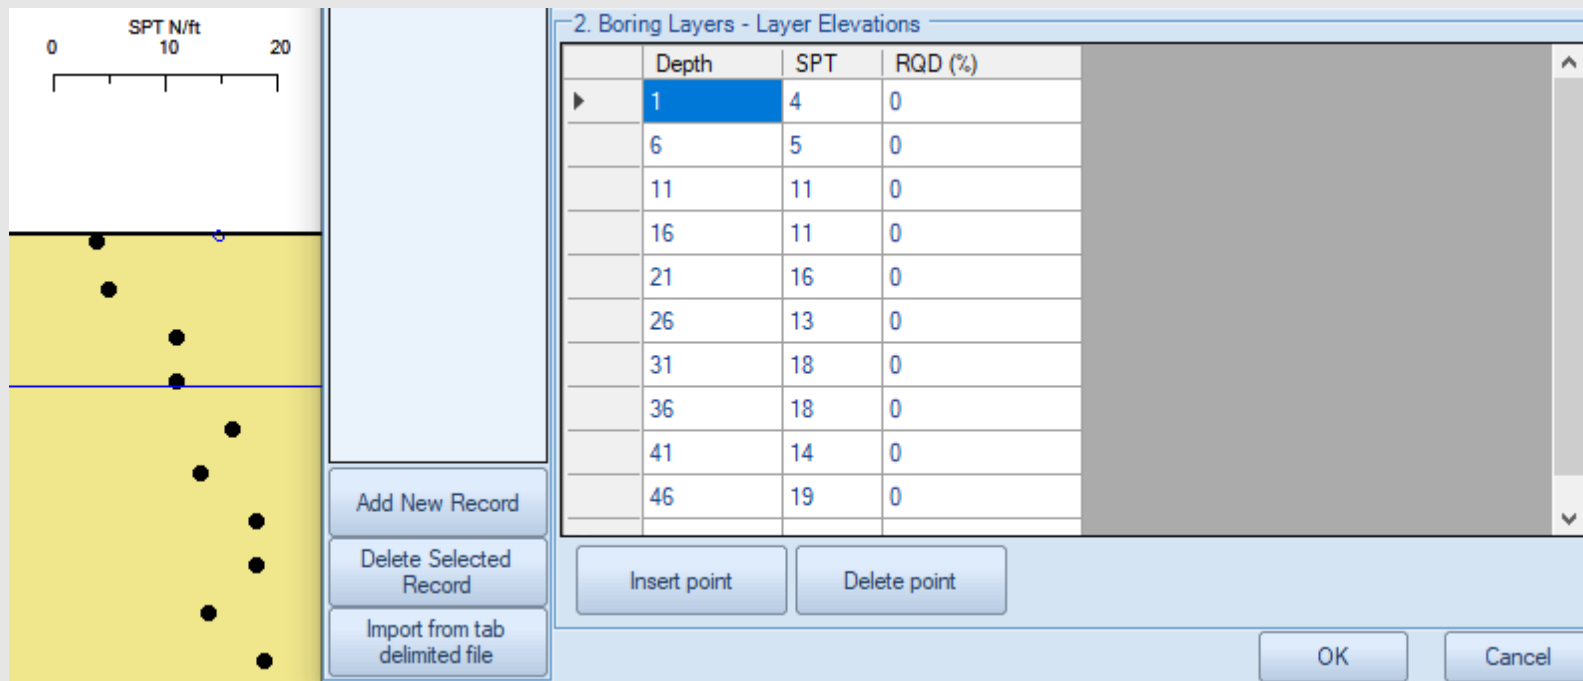 SPT N/ft
0 10 20
2. Boring Layers - Layer Elevations
Depth SPT RQD (%)
1 4 0
6 5 0
11 11 0
16 11 0
21 16 0
26 13 0
31 18 0
36 18 0
41 14 0
46 19 0
Add New Record
Delete Selected
Record
Import from tab
delimited file
Insert point
Delete point
OK
Cancel